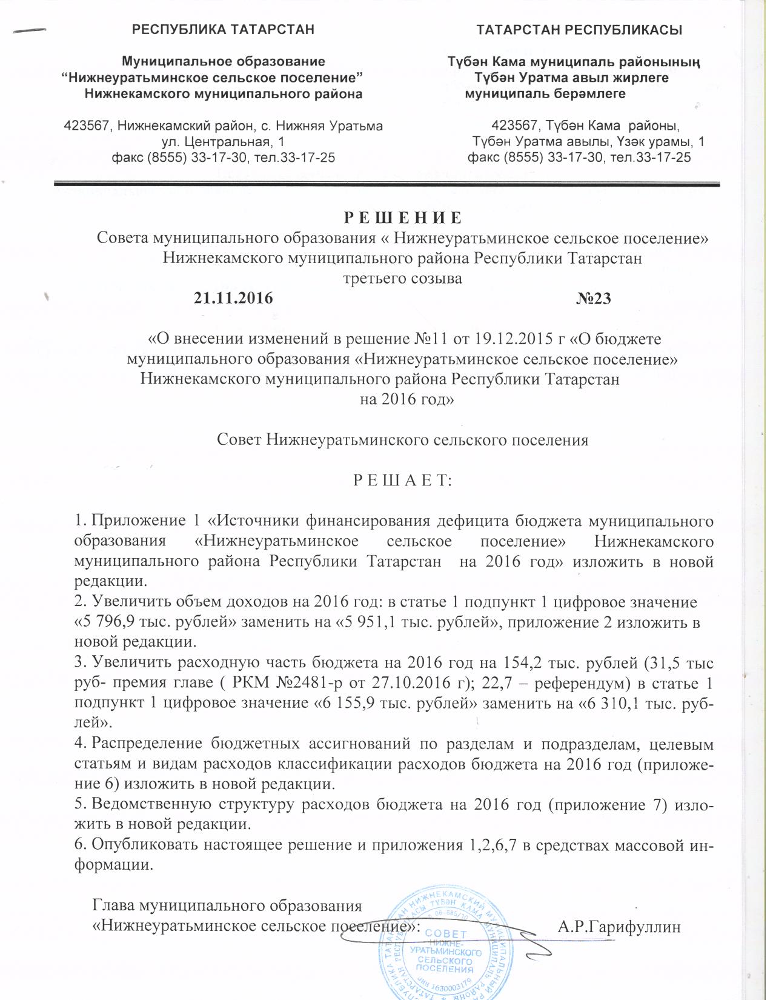 РЕСПУБЛИКА ТАТАРСТАН
Муниципальное образование
“Нижнеуратьминское сельское поселение”
Нижнекамского муниципального района
423567, Нижнекамский район, с. Нижняя Уратьма
ул. Центральная, 1
факс (8555) 33-17-30, тел.33-17-25
ТАТАРСТАН РЕСПУБЛИКАСЫ
Түбән Кама муниципаль районының
Түбән Уратма авыл жирлеге
муниципаль берәмлеге
423567, Түбән Кама  районы,
Түбән Уратма авылы, Үзәк урамы, 1
факс (8555) 33-17-30, тел.33-17-25
Р Е Ш Е Н И Е
Совета муниципального образования « Нижнеуратьминское сельское поселение»
Нижнекамского муниципального района Республики Татарстан
третьего созыва
21.11.2016 №23
«О внесении изменений в решение №11 от 19.12.2015 г «О бюджете
муниципального образования «Нижнеуратьминское сельское поселение»
Нижнекамского муниципального района Республики Татарстан
на 2016 год»
Совет Нижнеуратьминского сельского поселения
Р Е Ш А Е Т:
1. Приложение 1 «Источники финансирования дефицита бюджета муниципального
образования «Нижнеуратьминское сельское поселение» Нижнекамского
муниципального района Республики Татарстан  на 2016 год» изложить в новой
редакции.
2. Увеличить объем доходов на 2016 год: в статье 1 подпункт 1 цифровое значение
«5 796,9 тыс. рублей» заменить на «5 951,1 тыс. рублей», приложение 2 изложить в
новой редакции.
3. Увеличить расходную часть бюджета на 2016 год на 154,2 тыс. рублей (31,5 тыс
руб- премия главе ( РКМ №2481-р от 27.10.2016 г); 22,7 – референдум) в статье 1
подпункт 1 цифровое значение «6 155,9 тыс. рублей» заменить на «6 310,1 тыс. руб-
лей».
4. Распределение бюджетных ассигнований по разделам и подразделам, целевым
статьям и видам расходов классификации расходов бюджета на 2016 год (приложе-
ние 6) изложить в новой редакции.
5. Ведомственную структуру расходов бюджета на 2016 год (приложение 7) изло-
жить в новой редакции.
6. Опубликовать настоящее решение и приложения 1,2,6,7 в средствах массовой ин-
формации.
Глава муниципального образования
«Нижнеуратьминское сельское поселение»: А.Р.Гарифуллин
СОВЕТ
НИЖНЕ-
УРАТЬМИНСКОГО
СЕЛЬСКОГО
ПОСЕЛЕНИЯ
ИНН 1630003179